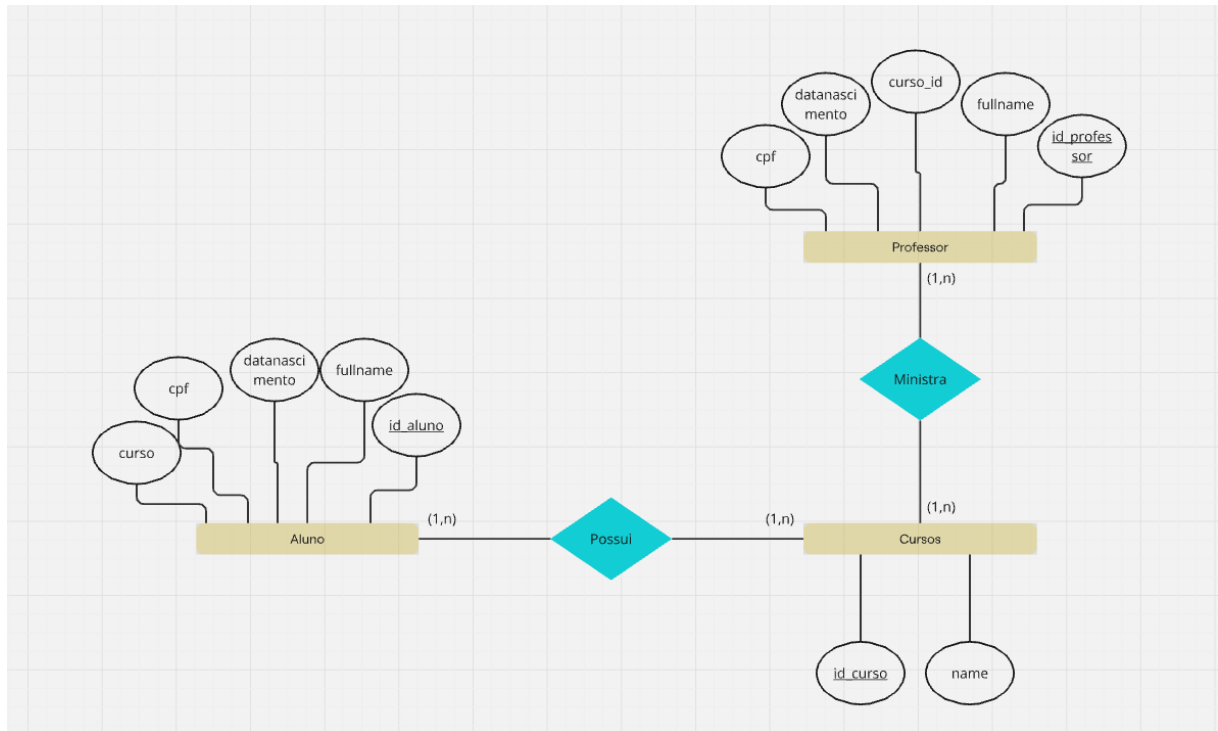 curso_id
datanasci
mento
fullname
cpf
id_profes
sor
Professor
(1,n)
Ministra
datanasci
mento
fullname
cpf
id_aluno
curso
(1,n)
(1,n)
(1,n)
Aluno
Possui
Cursos
id_curso
name